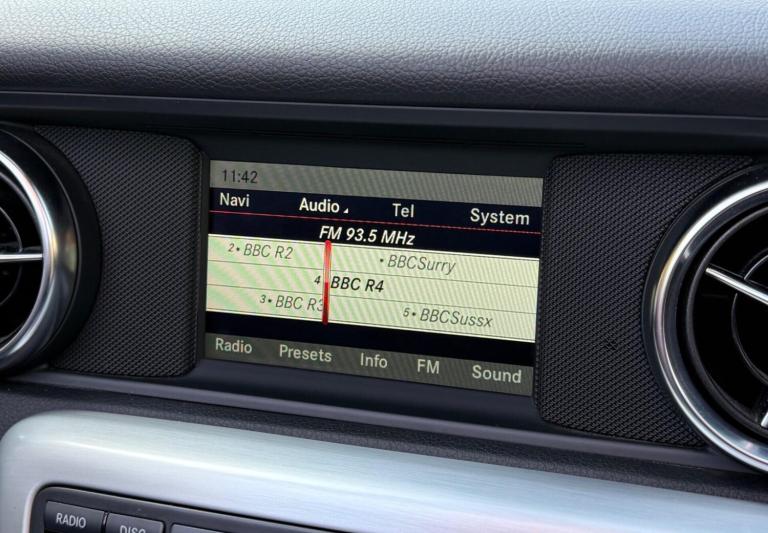 11:42
Navi Audio Tel System
FM 93.5 MHz
2• BBC R2 • BBCSurry
4 BBC R4
3• BBC R3 5• BBCSussx
Radio Presets Info FM Sound
RADIO DISC